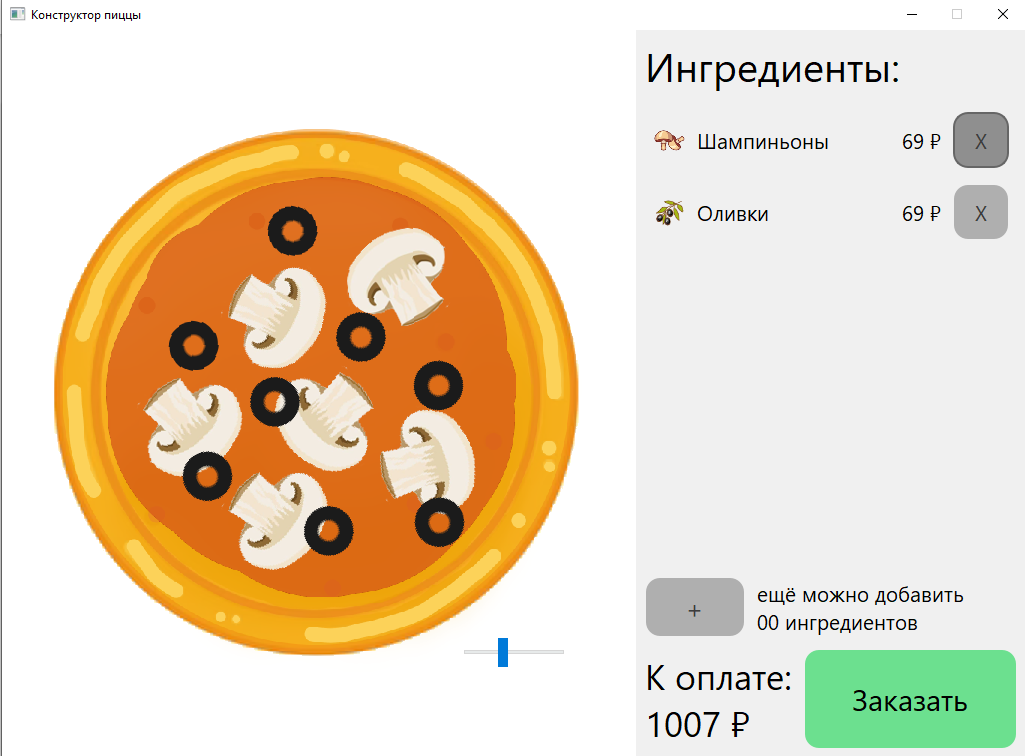 Конструктор пиццы
Ингредиенты:
Шампиньоны 69 ₽ X
Оливки 69 ₽ X
+
ещё можно добавить
00 ингредиентов
К оплате:
1007 ₽
Заказать